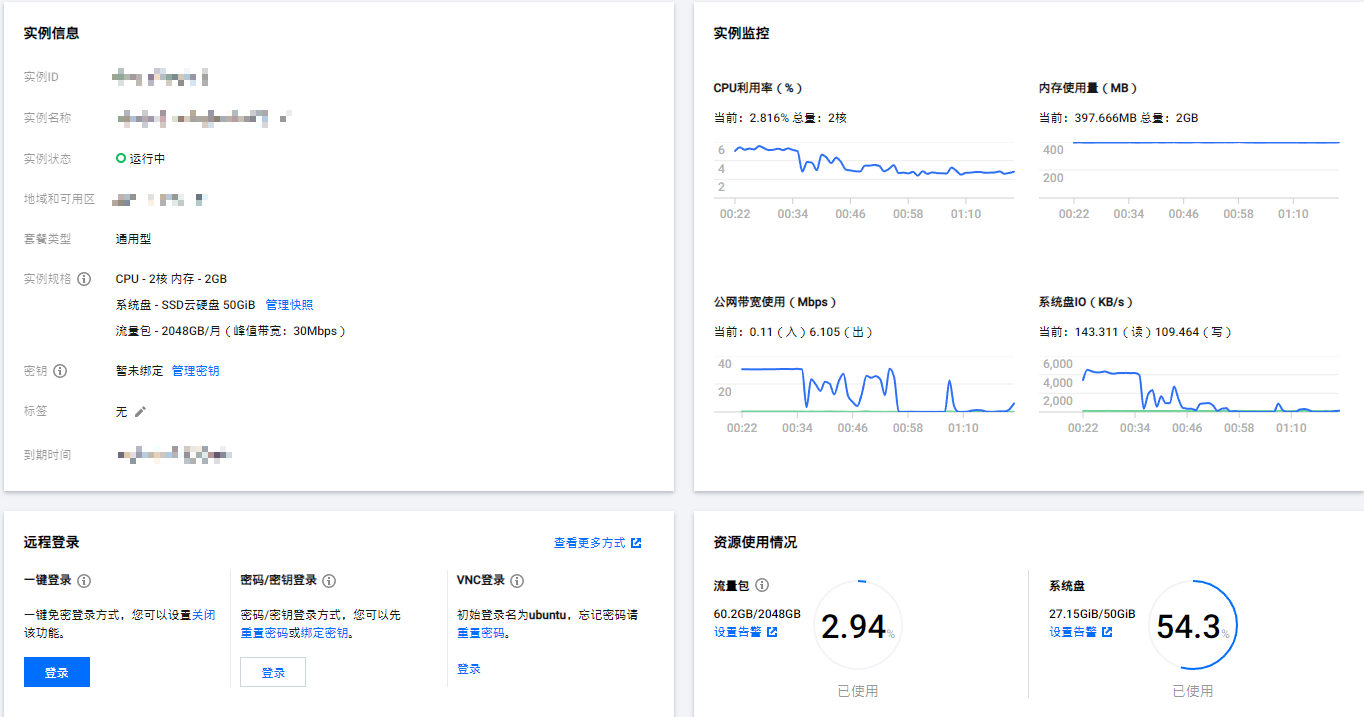 实例信息
实例ID
实例名称
实例状态 运行中
地域和可用区
套餐类型 通用型
实例规格 CPU - 2核 内存 - 2GB
系统盘 - SSD云硬盘 50GiB 管理快照
流量包 - 2048GB/月（峰值带宽：30Mbps）
密钥 暂未绑定 管理密钥
标签 无
到期时间
实例监控
CPU利用率（%）
当前：2.816% 总量：2核
6
4
2
00:22 00:34 00:46 00:58 01:10
内存使用量（MB）
当前：397.666MB 总量：2GB
400
200
00:22 00:34 00:46 00:58 01:10
公网带宽使用（Mbps）
当前：0.11（入）6.105（出）
40
20
00:22 00:34 00:46 00:58 01:10
系统盘IO（KB/s）
当前：143.311（读）109.464（写）
6,000
4,000
2,000
00:22 00:34 00:46 00:58 01:10
远程登录 查看更多方式
一键登录
一键免密登录方式，您可以设置关闭
该功能。
登录
密码/密钥登录
密码/密钥登录方式，您可以先
重置密码或绑定密钥。
登录
VNC登录
初始登录名为ubuntu，忘记密码请
重置密码。
登录
资源使用情况
流量包
60.2GB/2048GB
设置告警
2.94%
已使用
系统盘
27.15GiB/50GiB
设置告警
54.3%
已使用